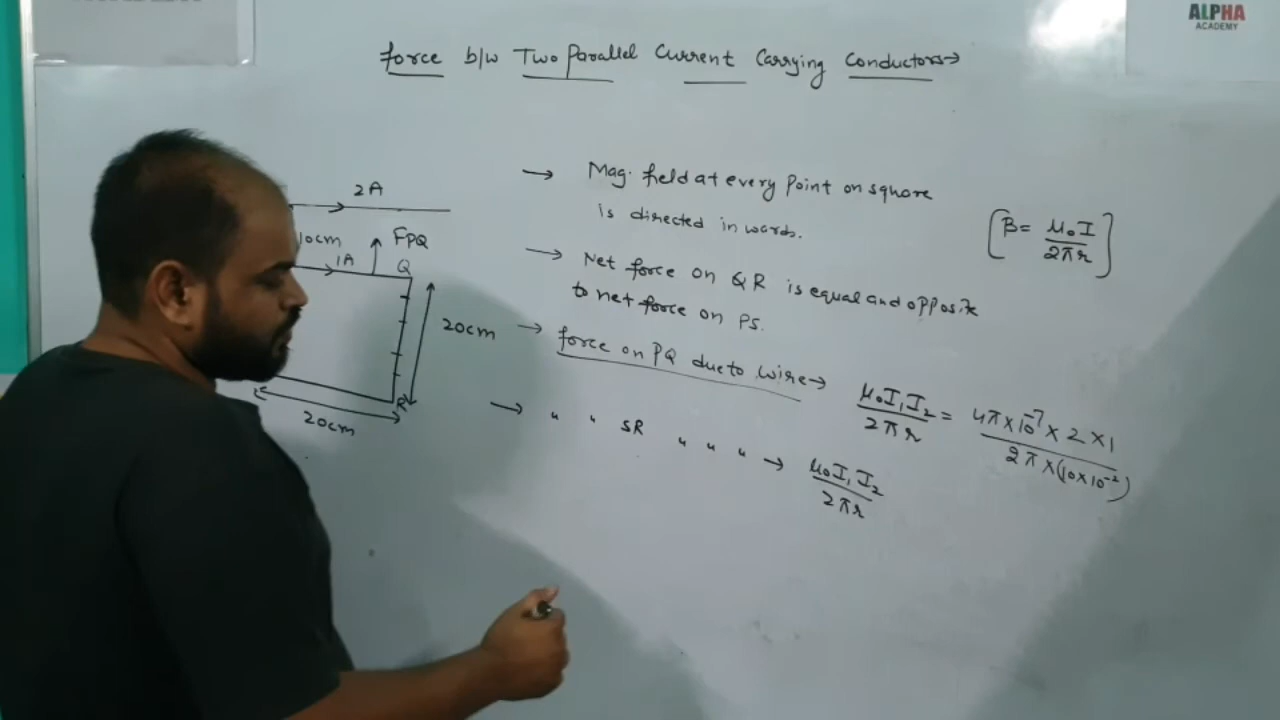 ALPHA
ACADEMY
force b/w Two Parallel Current Carrying Conductors→
2A
10cm
1A
FPQ
Q
20cm
R
20cm
→ Mag. field at every Point on square
is directed in words.
[B= μ₀I/2πr]
→ Net force on QR is equal and opposite
to net force on PS.
→ force on PQ due to wire→ μ₀I₁I₂/2πr = 4π×10⁻⁷×2×1/2π×(10×10⁻²)
→ " " SR " " " → μ₀I₁I₂/2πr